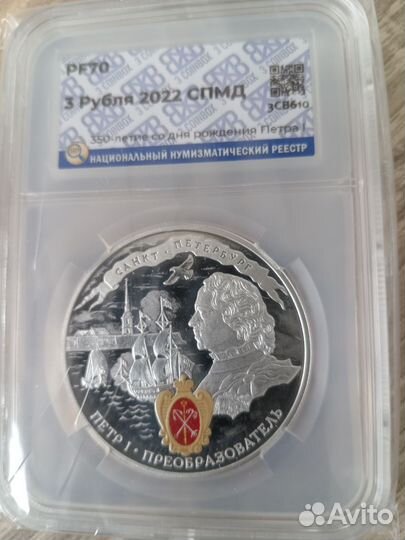 PF70
3 Рубля 2022 СПМД
3CB610
350-летие со дня рождения Петра I
НАЦИОНАЛЬНЫЙ НУМИЗМАТИЧЕСКИЙ РЕЕСТР
САНКТ · ПЕТЕРБУРГ
ПЕТР I · ПРЕОБРАЗОВАТЕЛЬ
Avito